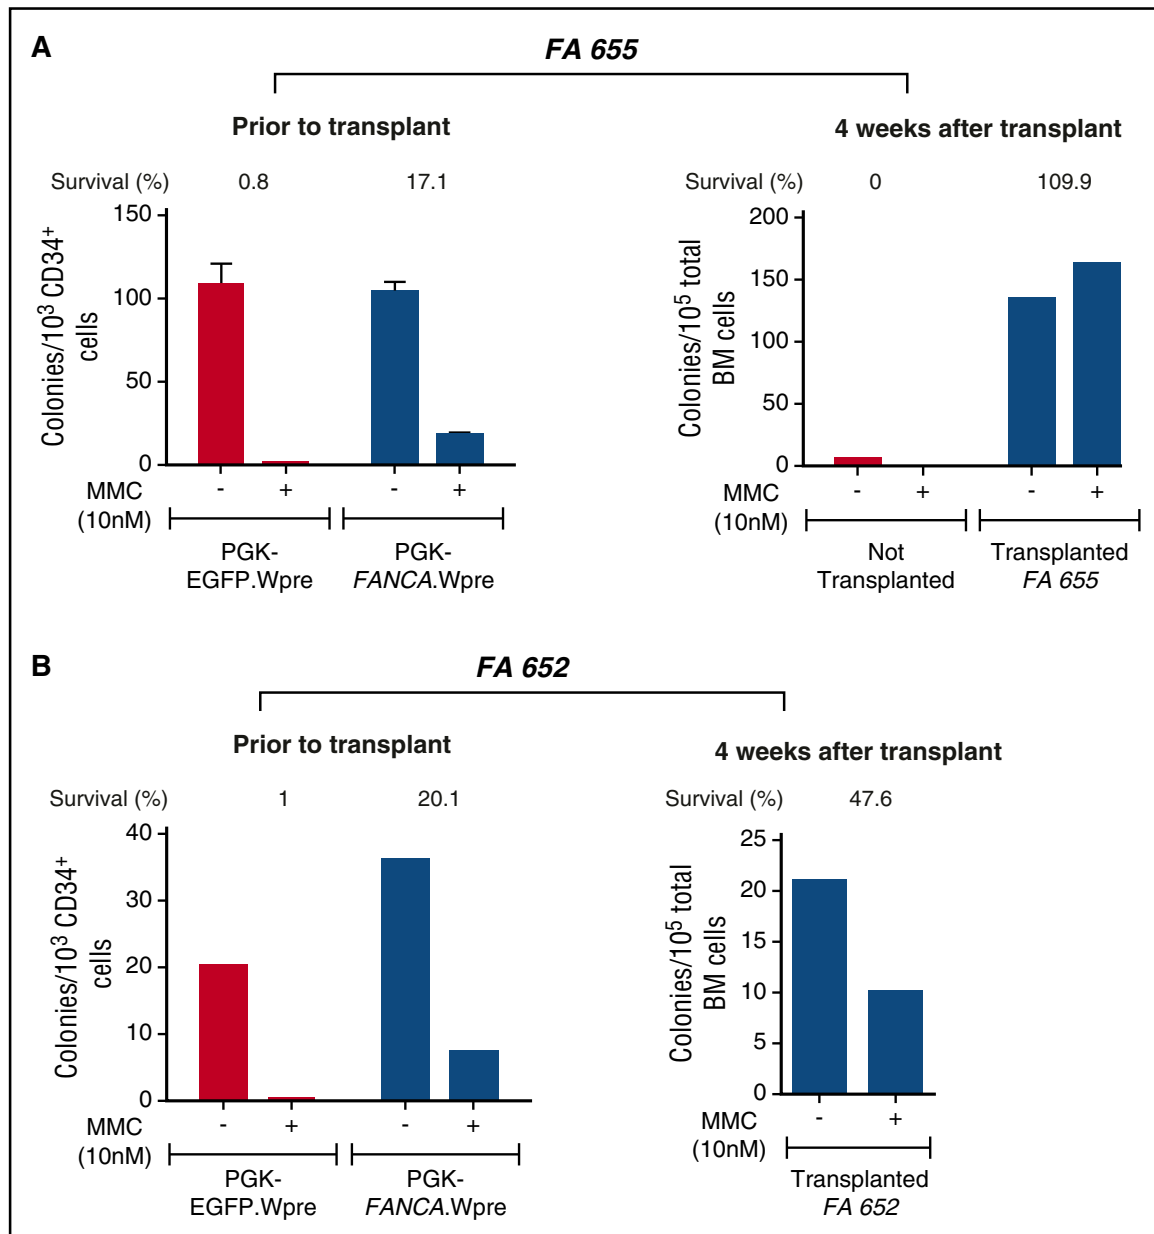 A
FA 655
Prior to transplant
Survival (%) 0.8 17.1
Colonies/10³ CD34⁺
cells
150
100
50
0
MMC - + - +
(10nM)
PGK-
EGFP.Wpre
PGK-
FANCA.Wpre
4 weeks after transplant
Survival (%) 0 109.9
Colonies/10⁵ total
BM cells
200
150
100
50
0
MMC - + - +
(10nM)
Not
Transplanted
Transplanted
FA 655
B
FA 652
Prior to transplant
Survival (%) 1 20.1
Colonies/10³ CD34⁺
cells
40
30
20
10
0
MMC - + - +
(10nM)
PGK-
EGFP.Wpre
PGK-
FANCA.Wpre
4 weeks after transplant
Survival (%) 47.6
Colonies/10⁵ total
BM cells
25
20
15
10
5
0
MMC - +
(10nM)
Transplanted
FA 652